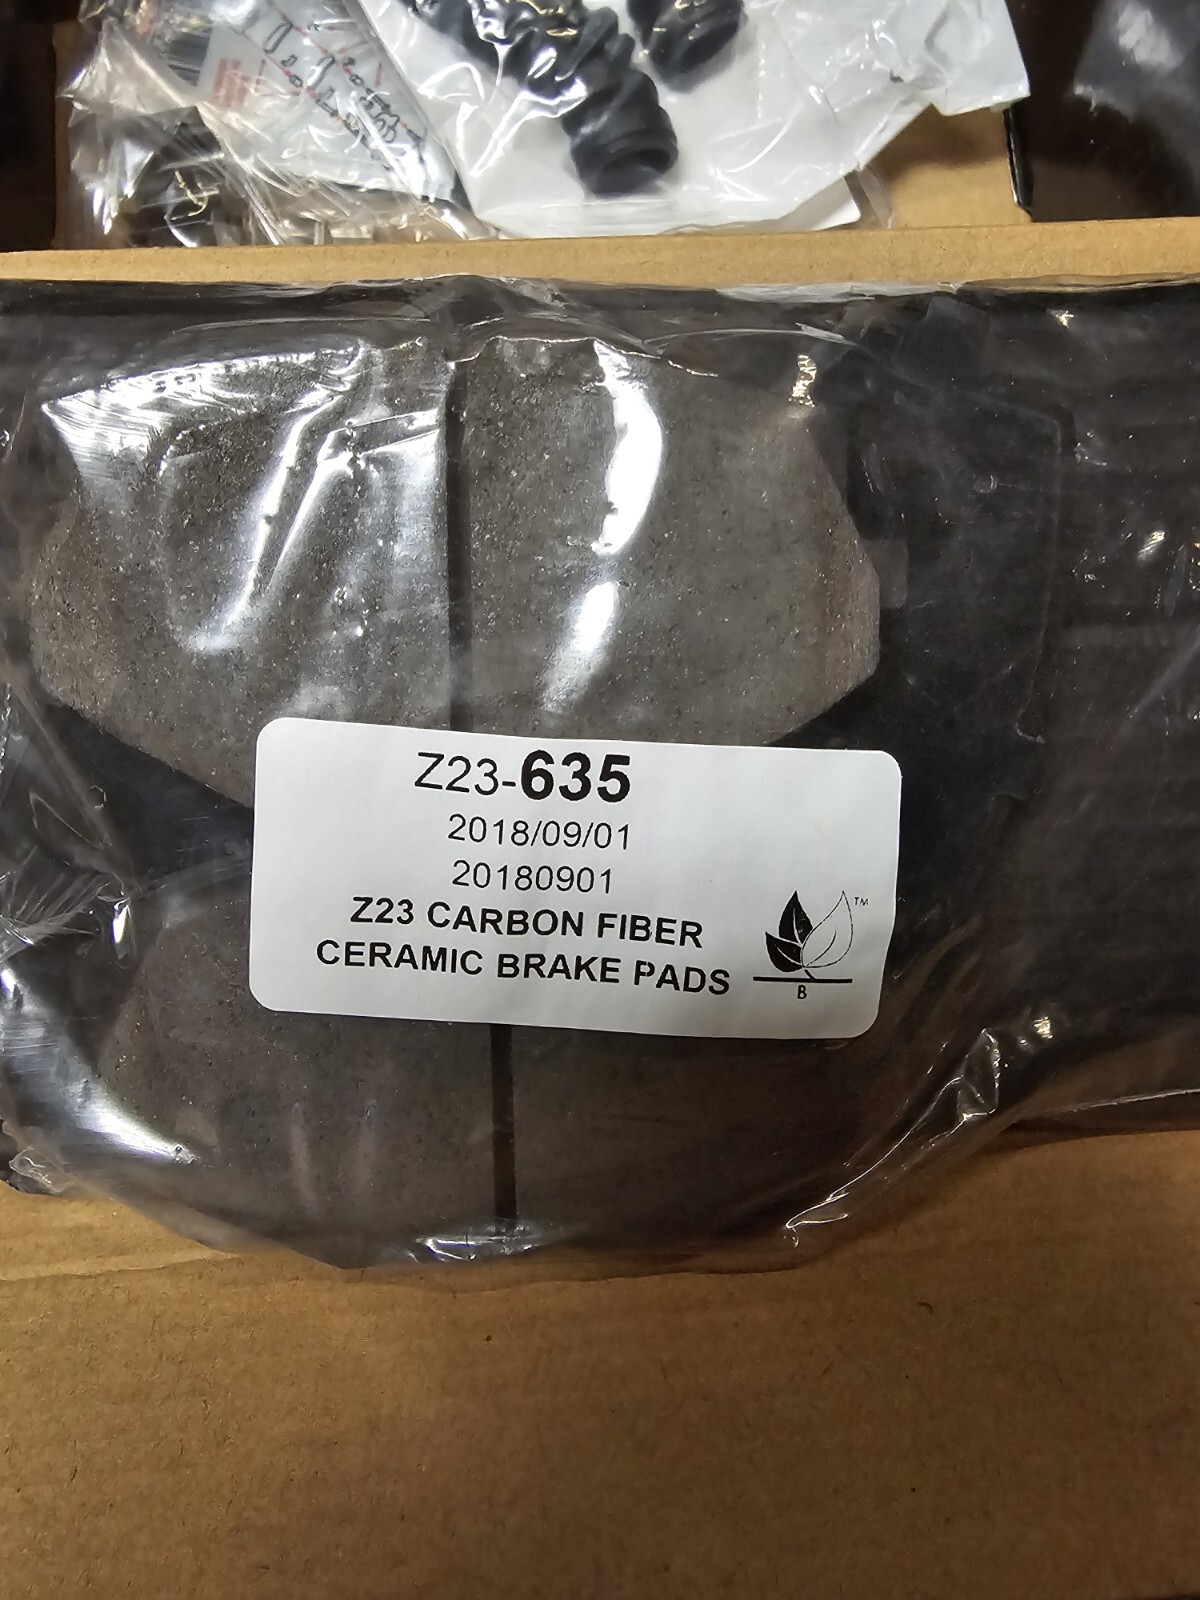 Z23-635
2018/09/01
20180901
Z23 CARBON FIBER
CERAMIC BRAKE PADS
TM
B